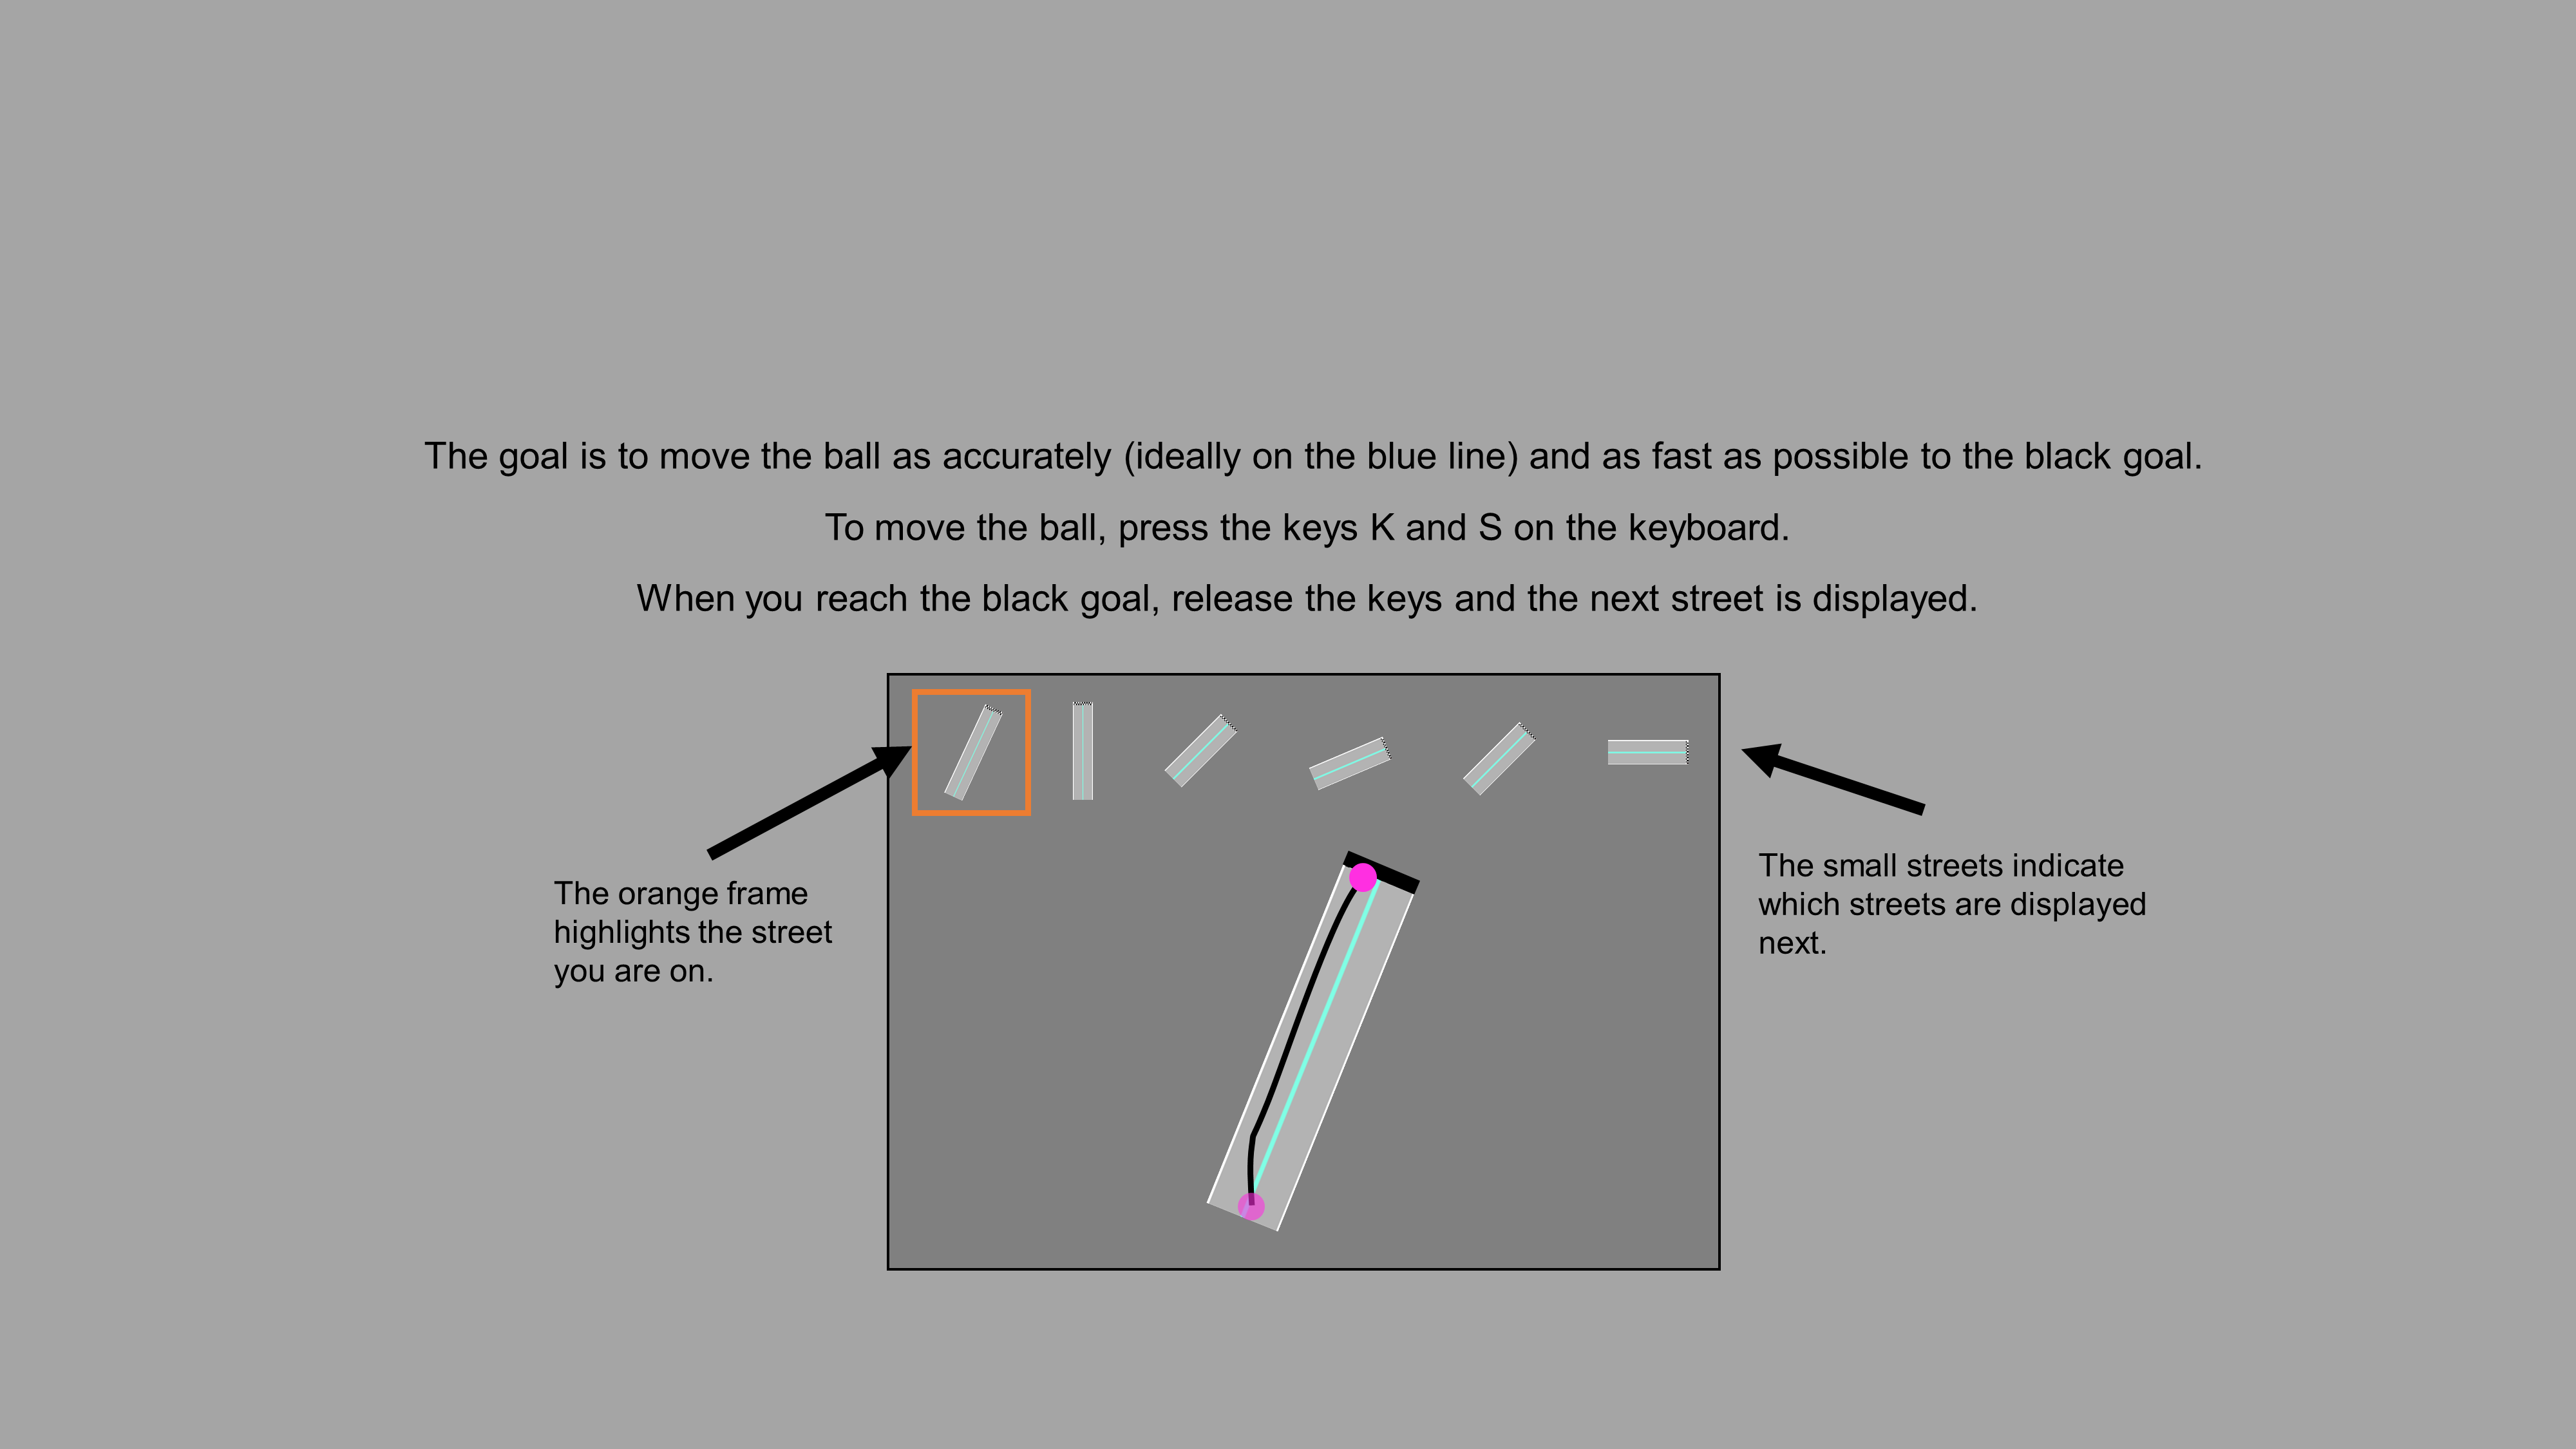 The goal is to move the ball as accurately (ideally on the blue line) and as fast as possible to the black goal.
To move the ball, press the keys K and S on the keyboard.
When you reach the black goal, release the keys and the next street is displayed.
The orange frame
highlights the street
you are on.
The small streets indicate
which streets are displayed
next.